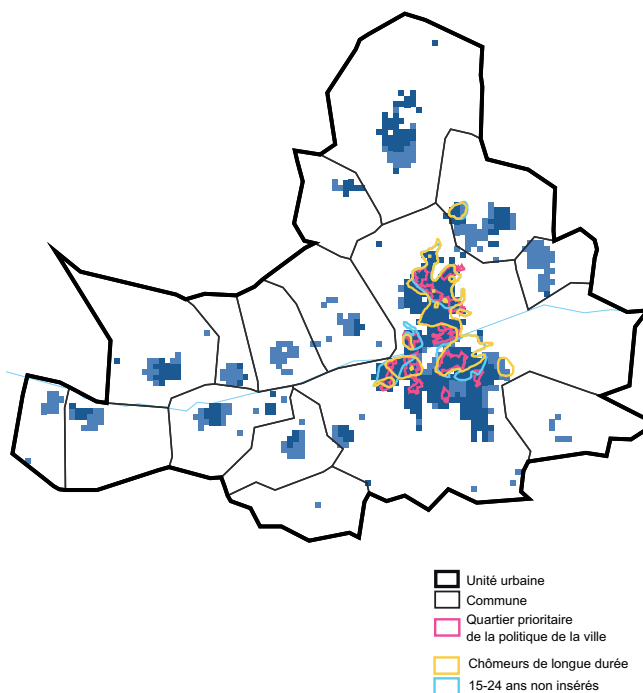 Unité urbaine
Commune
Quartier prioritaire
de la politique de la ville
Chômeurs de longue durée
15-24 ans non insérés